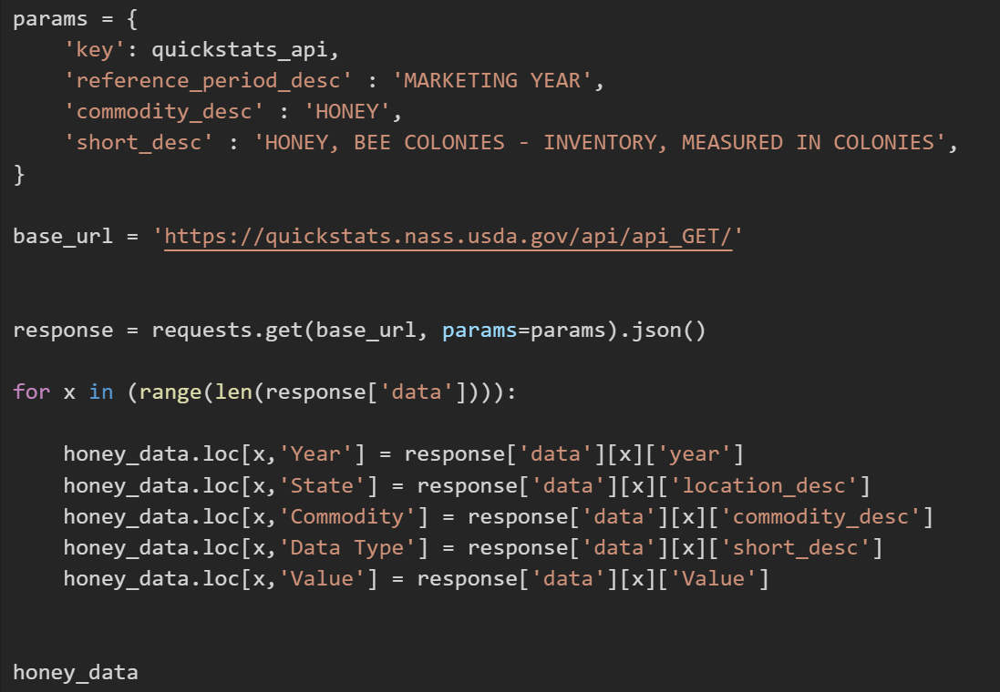 params = {
    'key': quickstats_api,
    'reference_period_desc' : 'MARKETING YEAR',
    'commodity_desc' : 'HONEY',
    'short_desc' : 'HONEY, BEE COLONIES - INVENTORY, MEASURED IN COLONIES',
}
base_url = 'https://quickstats.nass.usda.gov/api/api_GET/'
response = requests.get(base_url, params=params).json()
for x in (range(len(response['data']))):
    honey_data.loc[x,'Year'] = response['data'][x]['year']
    honey_data.loc[x,'State'] = response['data'][x]['location_desc']
    honey_data.loc[x,'Commodity'] = response['data'][x]['commodity_desc']
    honey_data.loc[x,'Data Type'] = response['data'][x]['short_desc']
    honey_data.loc[x,'Value'] = response['data'][x]['Value']
honey_data